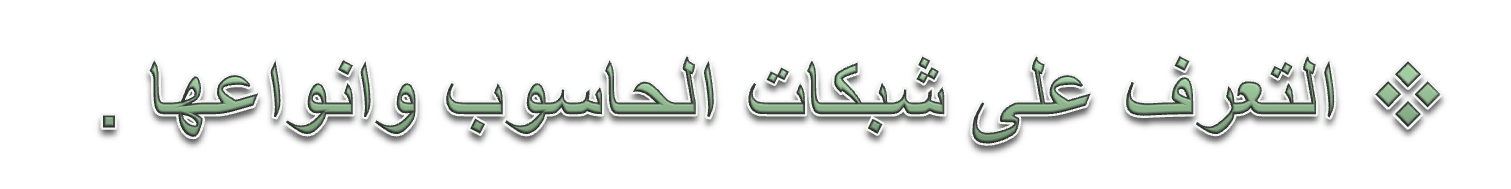 ❖ التعرف على شبكات الحاسوب وانواعها .